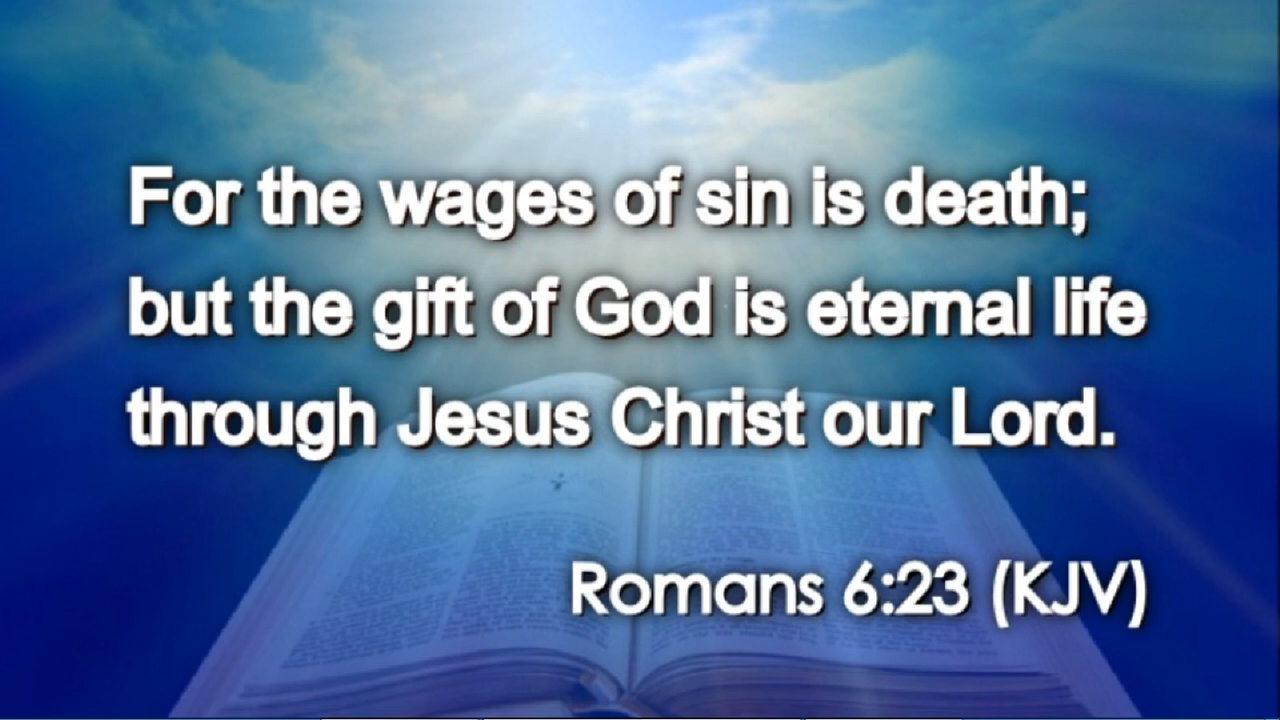 For the wages of sin is death;
but the gift of God is eternal life
through Jesus Christ our Lord.
Romans 6:23 (KJV)